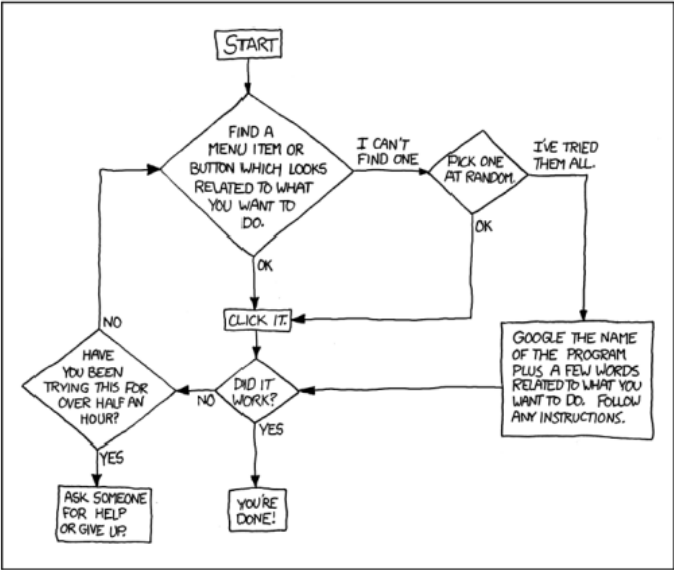 START
FIND A
MENU ITEM OR
BUTTON WHICH LOOKS
RELATED TO WHAT
YOU WANT TO
DO.
I CAN'T
FIND ONE
PICK ONE
AT RANDOM.
I'VE TRIED
THEM ALL.
OK
OK
CLICK IT.
NO
HAVE
YOU BEEN
TRYING THIS FOR
OVER HALF AN
HOUR?
NO
DID IT
WORK?
GOOGLE THE NAME
OF THE PROGRAM
PLUS A FEW WORDS
RELATED TO WHAT YOU
WANT TO DO. FOLLOW
ANY INSTRUCTIONS.
YES
YES
ASK SOMEONE
FOR HELP
OR GIVE UP.
YOU'RE
DONE!